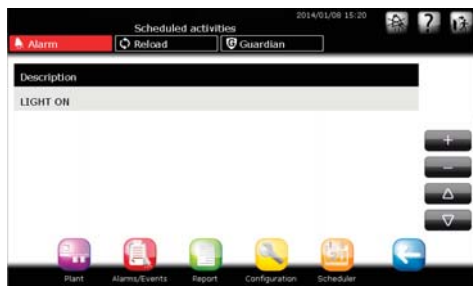 2014/01/08 15:20
Scheduled activities
Alarm Reload Guardian
Description
LIGHT ON
Plant Alarms/Events Report Configuration Scheduler